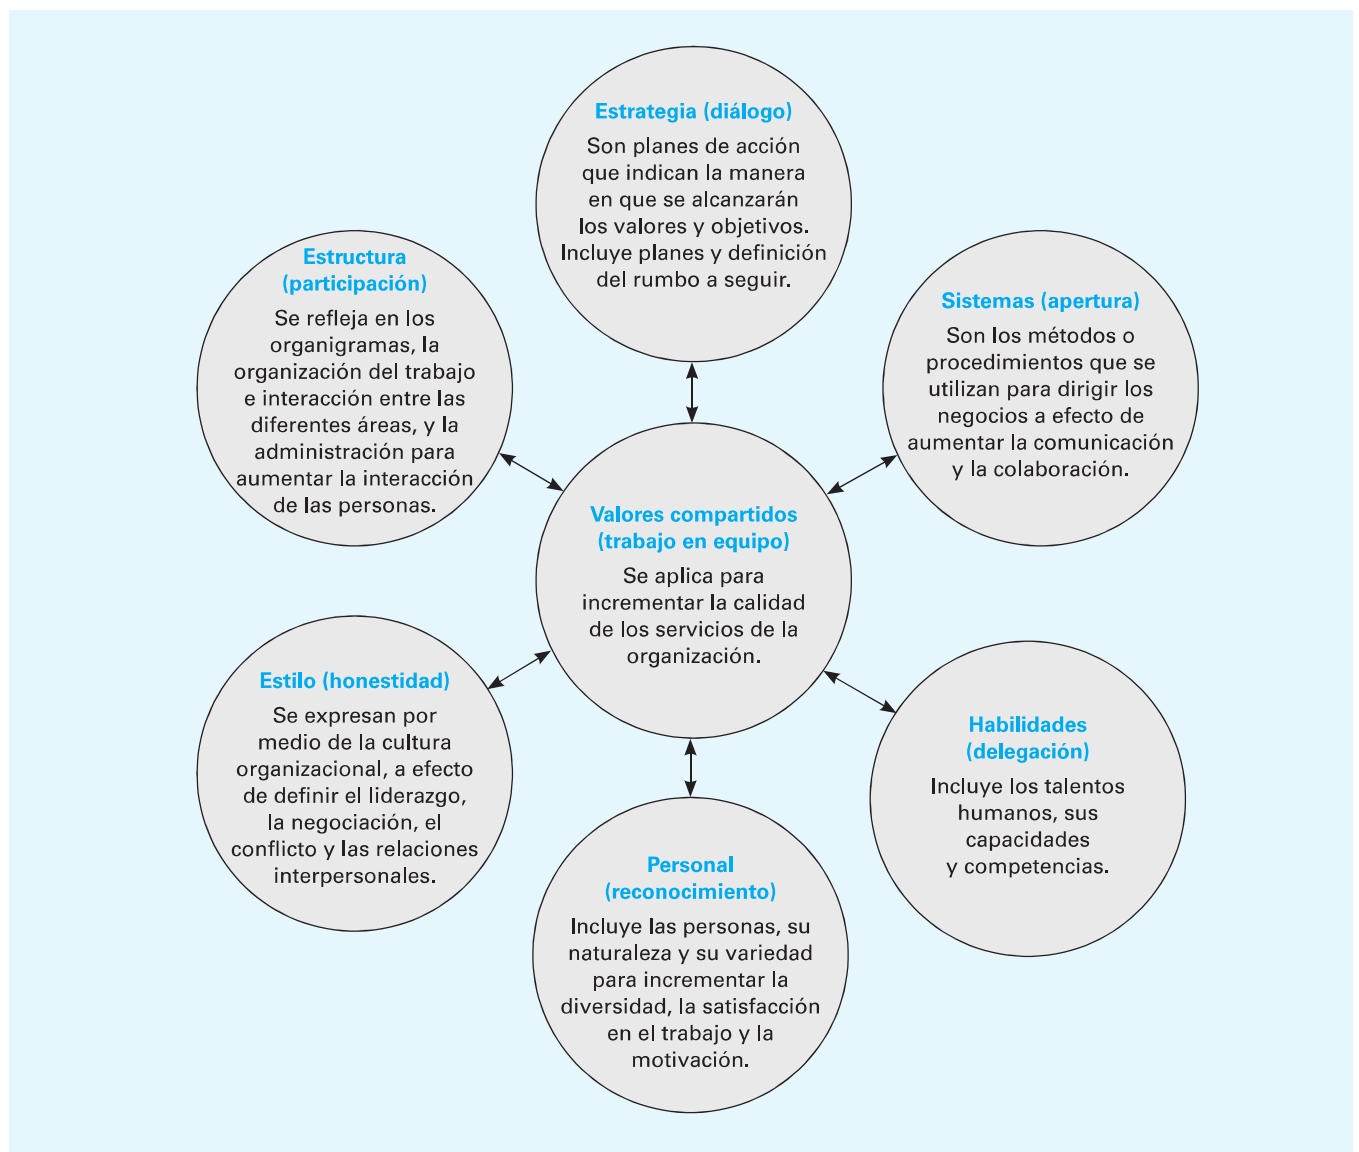 Estrategia (diálogo)
Son planes de acción
que indican la manera
en que se alcanzarán
los valores y objetivos.
Incluye planes y definición
del rumbo a seguir.
Estructura
(participación)
Se refleja en los
organigramas, la
organización del trabajo
e interacción entre las
diferentes áreas, y la
administración para
aumentar la interacción
de las personas.
Sistemas (apertura)
Son los métodos o
procedimientos que se
utilizan para dirigir los
negocios a efecto de
aumentar la comunicación
y la colaboración.
Valores compartidos
(trabajo en equipo)
Se aplica para
incrementar la calidad
de los servicios de la
organización.
Estilo (honestidad)
Se expresan por
medio de la cultura
organizacional, a efecto
de definir el liderazgo,
la negociación, el
conflicto y las relaciones
interpersonales.
Habilidades
(delegación)
Incluye los talentos
humanos, sus
capacidades
y competencias.
Personal
(reconocimiento)
Incluye las personas, su
naturaleza y su variedad
para incrementar la
diversidad, la satisfacción
en el trabajo y la
motivación.